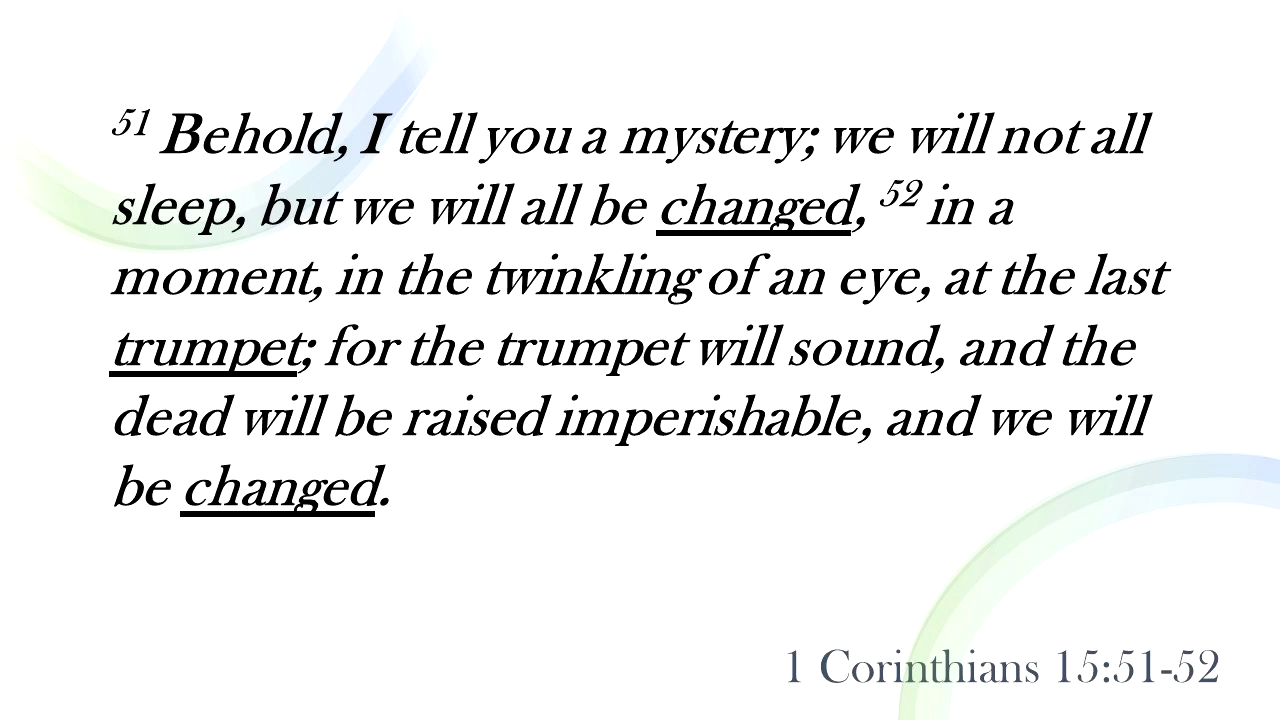 51 Behold, I tell you a mystery; we will not all
sleep, but we will all be changed, 52 in a
moment, in the twinkling of an eye, at the last
trumpet; for the trumpet will sound, and the
dead will be raised imperishable, and we will
be changed.
1 Corinthians 15:51-52